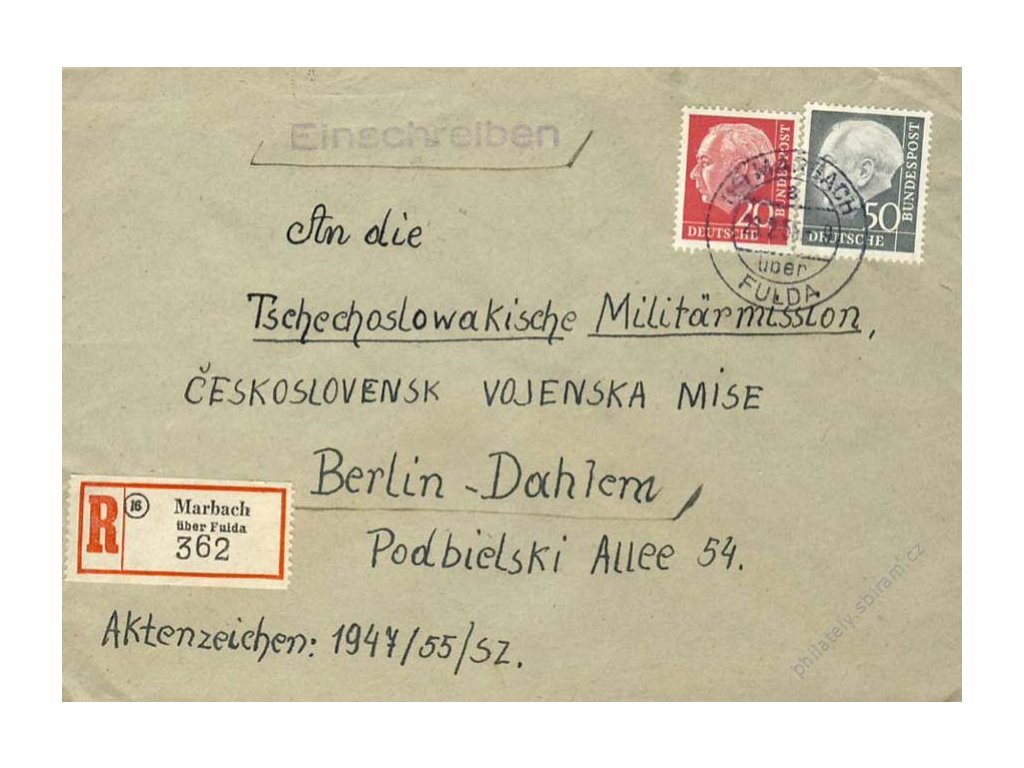 Einschreiben
20
DEUTSCHE
BUNDESPOST
50
DEUTSCHE
BUNDESPOST
MARBACH
a
über
FULDA
An die
Tschechoslowakische Militärmission,
ČESKOSLOVENSK VOJENSKA MISE
Berlin-Dahlem,
Podbielski Allee 54.
R
16
Marbach
über Fulda
362
Aktenzeichen: 1947/55/SZ.
philately.sbiram.cz